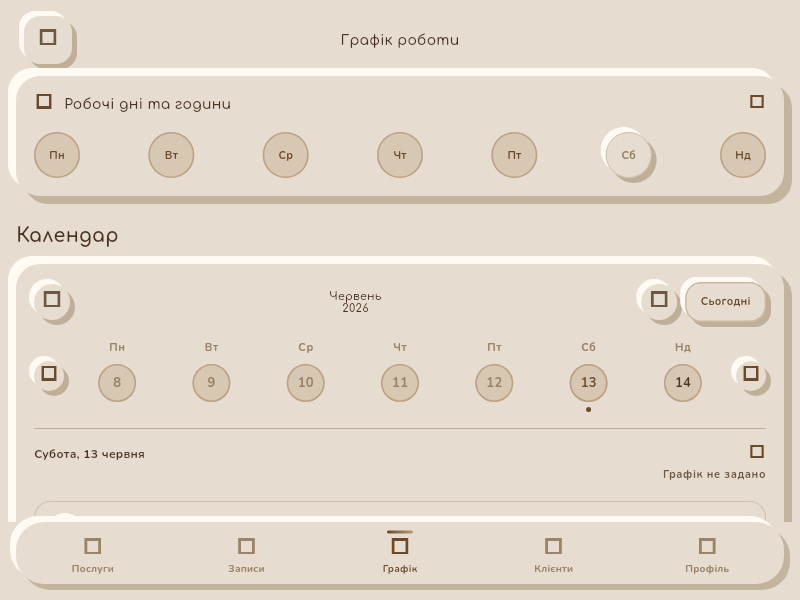 Графік роботи
Робочі дні та години
Пн Вт Ср Чт Пт Сб Нд
Календар
Червень
2026
Сьогодні
Пн Вт Ср Чт Пт Сб Нд
8 9 10 11 12 13 14
Субота, 13 червня
Графік не задано
Послуги Записи Графік Клієнти Профіль